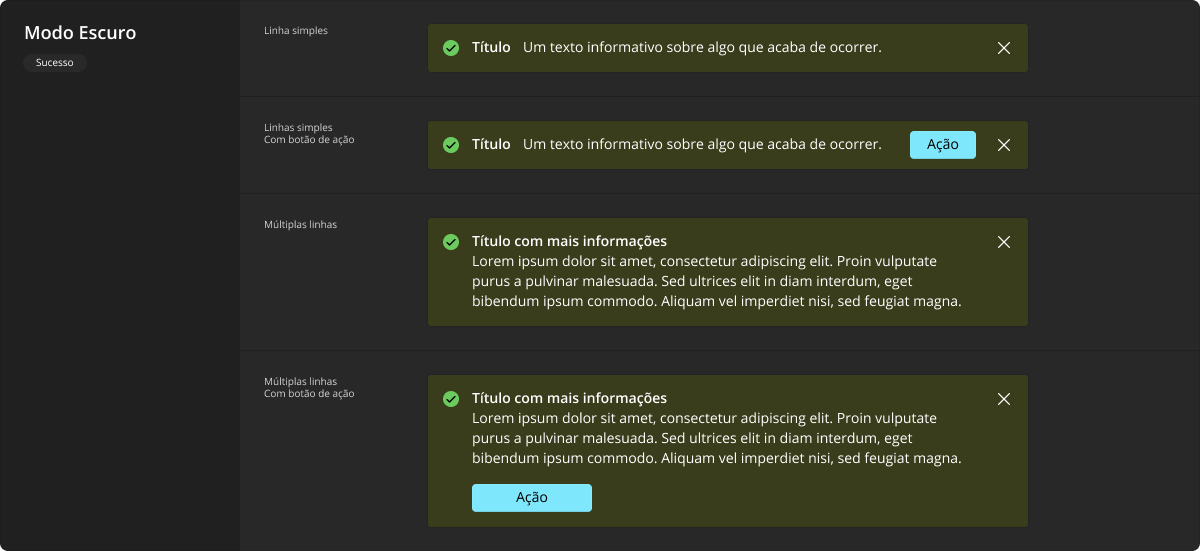 Modo Escuro
Sucesso
Linha simples
Título Um texto informativo sobre algo que acaba de ocorrer.
Linhas simples
Com botão de ação
Título Um texto informativo sobre algo que acaba de ocorrer.
Ação
Múltiplas linhas
Título com mais informações
Lorem ipsum dolor sit amet, consectetur adipiscing elit. Proin vulputate
purus a pulvinar malesuada. Sed ultrices elit in diam interdum, eget
bibendum ipsum commodo. Aliquam vel imperdiet nisi, sed feugiat magna.
Múltiplas linhas
Com botão de ação
Título com mais informações
Lorem ipsum dolor sit amet, consectetur adipiscing elit. Proin vulputate
purus a pulvinar malesuada. Sed ultrices elit in diam interdum, eget
bibendum ipsum commodo. Aliquam vel imperdiet nisi, sed feugiat magna.
Ação